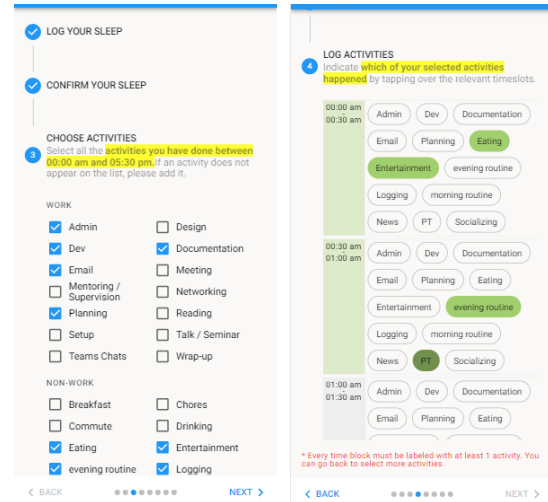 LOG YOUR SLEEP
CONFIRM YOUR SLEEP
CHOOSE ACTIVITIES
3
Select all the activities you have done between
00:00 am and 05:30 pm. If an activity does not
appear on the list, please add it.
WORK
Admin
Design
Dev
Documentation
Email
Meeting
Mentoring /
Supervision
Networking
Planning
Reading
Setup
Talk / Seminar
Teams Chats
Wrap-up
NON-WORK
Breakfast
Chores
Commute
Drinking
Eating
Entertainment
evening routine
Logging
BACK
NEXT
LOG ACTIVITIES
4
Indicate which of your selected activities
happened by tapping over the relevant timeslots.
00:00 am
-
00:30 am
Admin
Dev
Documentation
Email
Planning
Eating
Entertainment
evening routine
Logging
morning routine
News
PT
Socializing
00:30 am
-
01:00 am
Admin
Dev
Documentation
Email
Planning
Eating
Entertainment
evening routine
Logging
morning routine
News
PT
Socializing
01:00 am
-
01:30 am
Admin
Dev
Documentation
Email
Planning
Eating
* Every time block must be labeled with at least 1 activity. You
can go back to select more activities.
BACK
NEXT